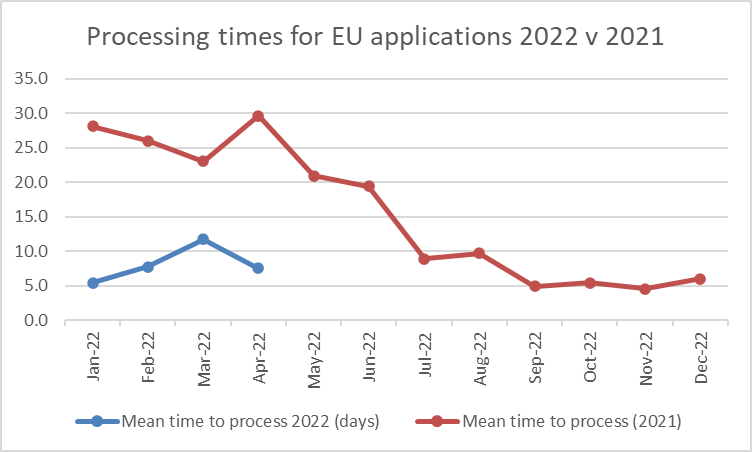 Processing times for EU applications 2022 v 2021
35.0
30.0
25.0
20.0
15.0
10.0
5.0
0.0
Jan-22
Feb-22
Mar-22
Apr-22
May-22
Jun-22
Jul-22
Aug-22
Sep-22
Oct-22
Nov-22
Dec-22
Mean time to process 2022 (days)
Mean time to process (2021)